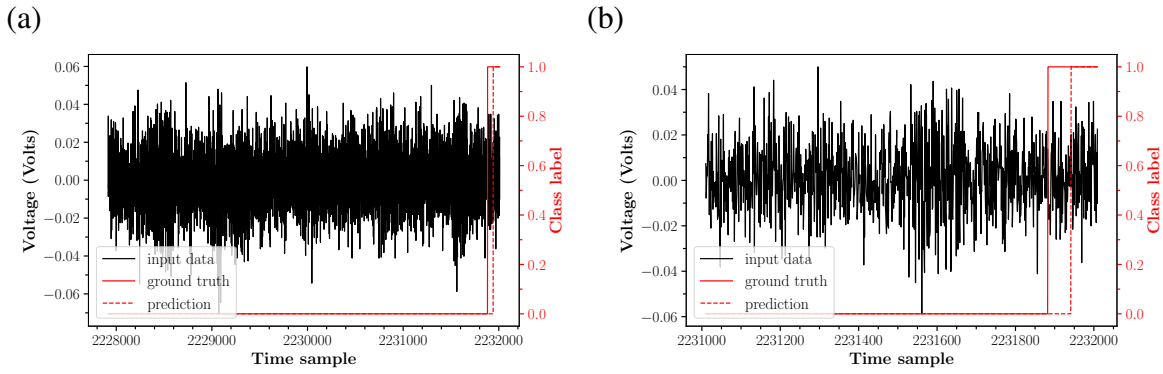 (a)
(b)
0.06
0.04
0.02
0.00
−0.02
−0.04
−0.06
Voltage (Volts)
input data
ground truth
prediction
2228000 2229000 2230000 2231000 2232000
Time sample
1.0
0.8
0.6
0.4
0.2
0.0
Class label
0.04
0.02
0.00
−0.02
−0.04
−0.06
Voltage (Volts)
input data
ground truth
prediction
2231000 2231200 2231400 2231600 2231800 2232000
Time sample
1.0
0.8
0.6
0.4
0.2
0.0
Class label